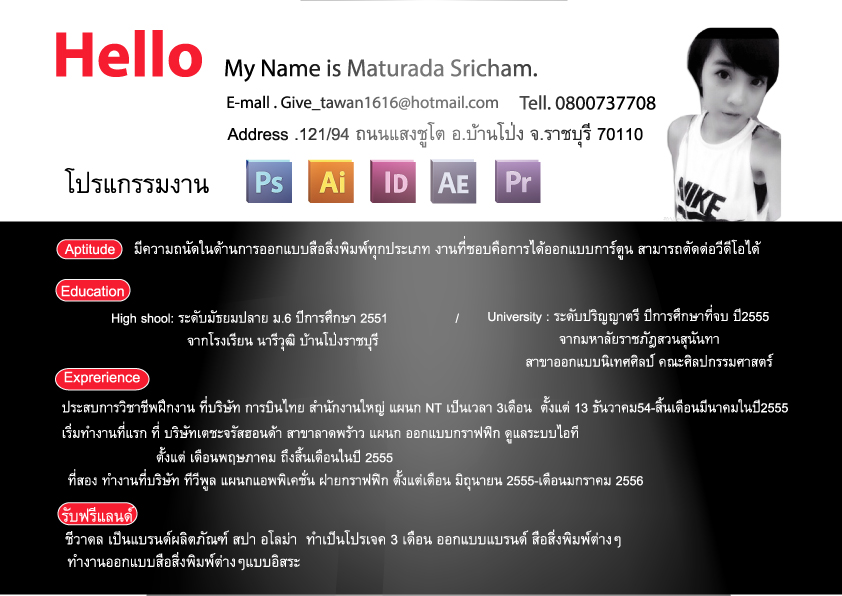 Hello
My Name is Maturada Sricham.
E-mall . Give_tawan1616@hotmail.com Tell. 0800737708
Address .121/94 ถนนแสงชูโต อ.บ้านโป่ง จ.ราชบุรี 70110
โปรแกรรมงาน Ps Ai ID AE Pr
NIKE
Aptitude มีความถนัดในด้านการออกแบบสือสิ่งพิมพ์ทุกประเภท งานที่ชอบคือการได้ออกแบบการ์ตูน สามารถตัดต่อวีดีโอได้
Education
High shool: ระดับมัธยมปลาย ม.6 ปีการศึกษา 2551 / University : ระดับปริญญาตรี ปีการศึกษาที่จบ ปี2555
จากโรงเรียน นารีวุฒิ บ้านโป่งราชบุรี จากมหาลัยราชภัฎสวนสุนันทา
สาขาออกแบบนิเทศศิลป์ คณะศิลปกรรมศาสตร์
Exprerience
ประสบการวิชาชีพฝึกงาน ที่บริษัท การบินไทย สำนักงานใหญ่ แผนก NT เป็นเวลา 3เดือน ตั้งแต่ 13 ธันวาคม54-สิ้นเดือนมีนาคมในปี2555
เริ่มทำงานที่แรก ที่ บริษัทเตชะจรัสฮอนด้า สาขาลาดพร้าว แผนก ออกแบบกราฟฟิก ดูแลระบบไอที
ตั้งแต่ เดือนพฤษภาคม ถึงสิ้นเดือนในปี 2555
ที่สอง ทำงานที่บริษัท ทีวีพูล แผนกแอพพิเคชั่น ฝ่ายกราฟฟิก ตั้งแต่เดือน มิถุนายน 2555-เดือนมกราคม 2556
รับฟรีแลนด์
ชีวาดล เป็นแบรนด์ผลิตภัณฑ์ สปา อโลม่า ทำเป็นโปรเจค 3 เดือน ออกแบบแบรนด์ สือสิ่งพิมพ์ต่างๆ
ทำงานออกแบบสือสิ่งพิมพ์ต่างๆแบบอิสระ